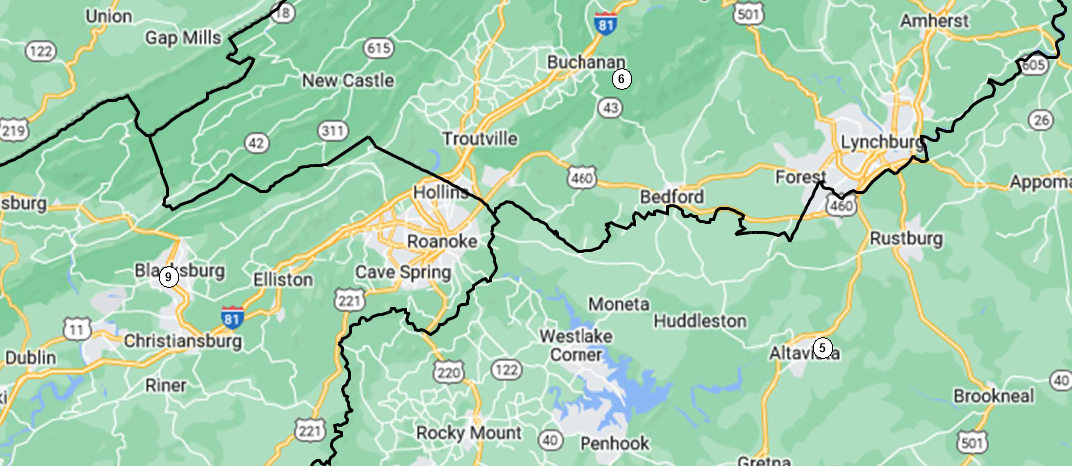 Union
18
Gap Mills
122
615
New Castle
81
Buchanan
6
43
501
Amherst
605
26
219
42
311
Troutville
Lynchburg
460
Bedford
Forest
460
Appoma
sburg
Hollins
Roanoke
Rustburg
Blacksburg
9
Elliston
Cave Spring
221
81
11
Christiansburg
Dublin
Moneta
Huddleston
Westlake
Corner
Altavista
5
ki
Riner
220
122
40
Brookneal
221
Rocky Mount
40
Penhook
501
Gretna